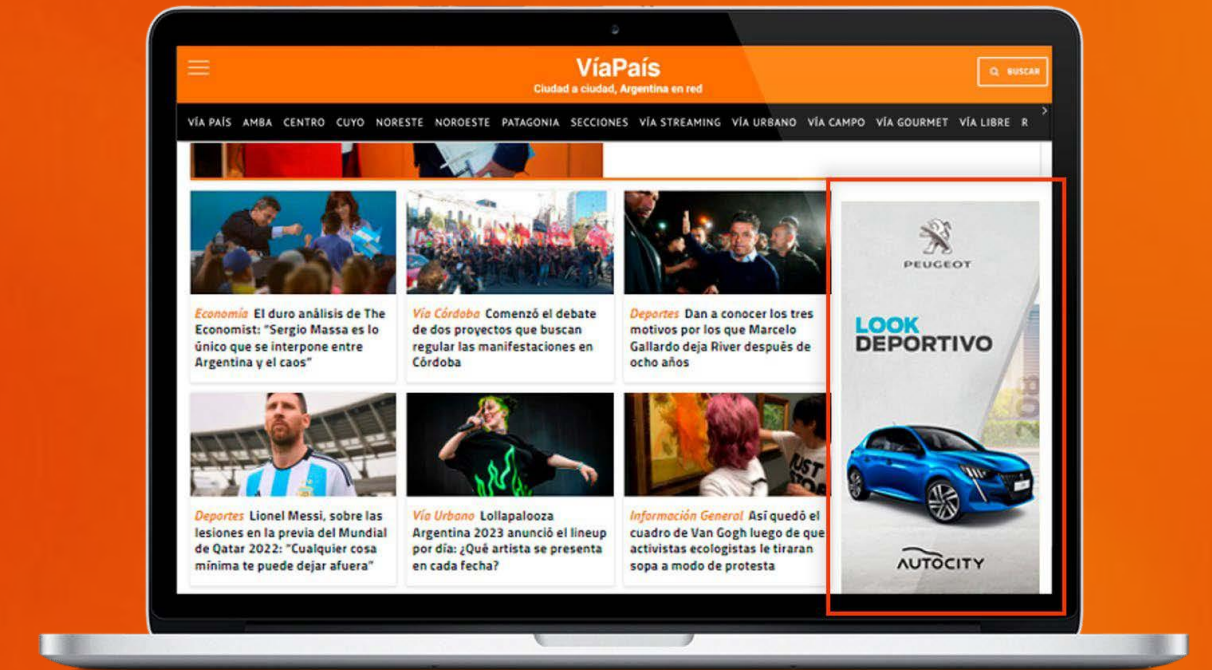 VíaPaís
Ciudad a ciudad, Argentina en red
BUSCAR
VÍA PAÍS AMBA CENTRO CUYO NORESTE NOROESTE PATAGONIA SECCIONES VÍA STREAMING VÍA URBANO VÍA CAMPO VÍA GOURMET VÍA LIBRE R
Economía El duro análisis de The
Economist: "Sergio Massa es lo
único que se interpone entre
Argentina y el caos"
Vía Córdoba Comenzó el debate
de dos proyectos que buscan
regular las manifestaciones en
Córdoba
Deportes Dan a conocer los tres
motivos por los que Marcelo
Gallardo deja River después de
ocho años
Deportes Lionel Messi, sobre las
lesiones en la previa del Mundial
de Qatar 2022: "Cualquier cosa
mínima te puede dejar afuera"
Vía Urbano Lollapalooza
Argentina 2023 anunció el lineup
por día: ¿Qué artista se presenta
en cada fecha?
JUST
STOP
Información General Así quedó el
cuadro de Van Gogh luego de que
activistas ecologistas le tiraran
sopa a modo de protesta
PEUGEOT
LOOK
DEPORTIVO
208
AUTOCITY